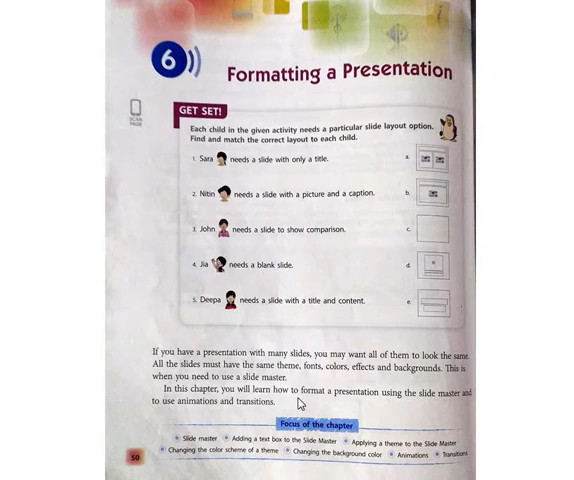 6
Formatting a Presentation
SCAN
PAGE
GET SET!
Each child in the given activity needs a particular slide layout option.
Find and match the correct layout to each child.
1. Sara needs a slide with only a title. a.
2. Nitin needs a slide with a picture and a caption. b.
3. John needs a slide to show comparison. c.
4. Jia needs a blank slide. d.
5. Deepa needs a slide with a title and content. e.
If you have a presentation with many slides, you may want all of them to look the same.
All the slides must have the same theme, fonts, colors, effects and backgrounds. This is
when you need to use a slide master.
In this chapter, you will learn how to format a presentation using the slide master and
to use animations and transitions.
Focus of the chapter
Slide master Adding a text box to the Slide Master Applying a theme to the Slide Master
Changing the color scheme of a theme Changing the background color Animations Transitions
50